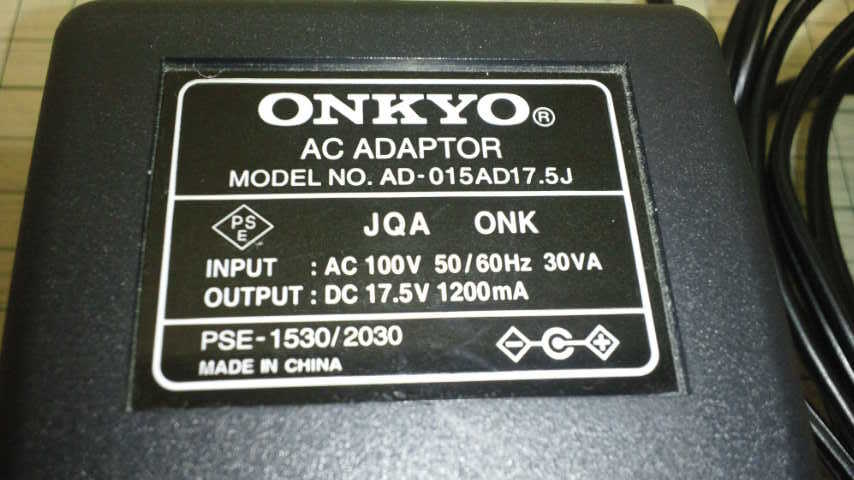 ONKYO®
AC ADAPTOR
MODEL NO. AD-015AD17.5J
PSE JQA ONK
INPUT : AC 100V 50/60Hz 30VA
OUTPUT : DC 17.5V 1200mA
PSE-1530/2030
MADE IN CHINA